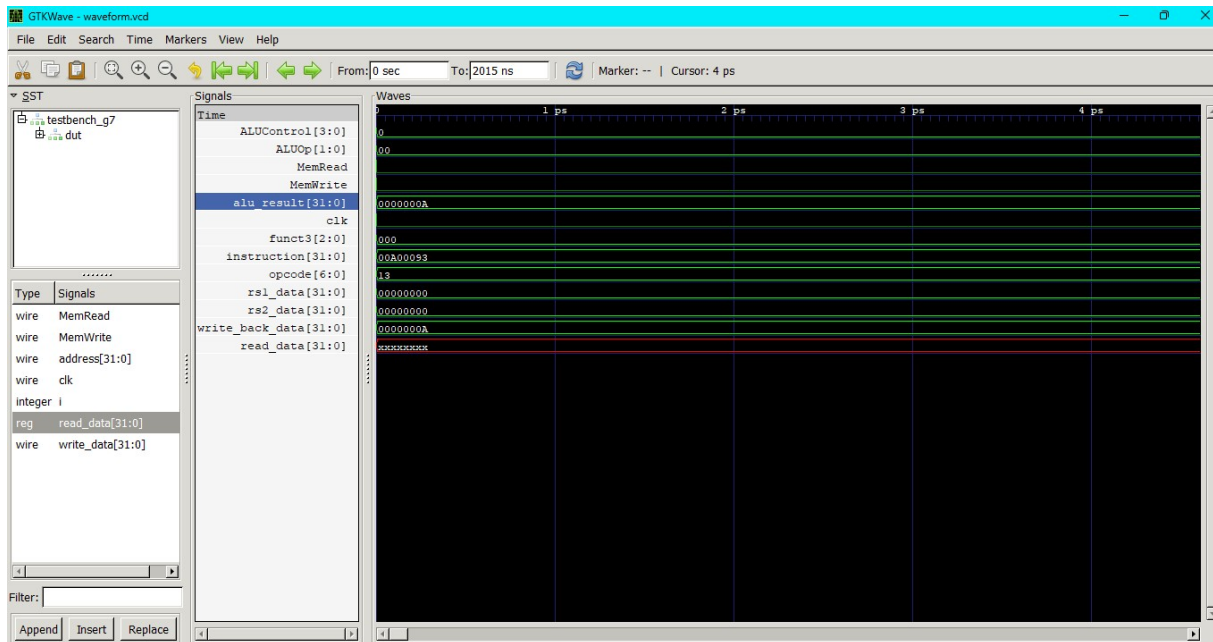 GTKWave - waveform.vcd
File Edit Search Time Markers View Help
From: 0 sec To: 2015 ns Marker: -- | Cursor: 4 ps
SST
testbench_g7
dut
Type Signals
wire MemRead
wire MemWrite
wire address[31:0]
wire clk
integer i
reg read_data[31:0]
wire write_data[31:0]
Filter:
Append Insert Replace
Signals
Time
ALUControl[3:0]
ALUOp[1:0]
MemRead
MemWrite
alu_result[31:0]
clk
funct3[2:0]
instruction[31:0]
opcode[6:0]
rs1_data[31:0]
rs2_data[31:0]
write_back_data[31:0]
read_data[31:0]
Waves
0 1 ps 2 ps 3 ps 4 ps
0
00
0000000A
000
00A00093
13
00000000
00000000
0000000A
xxxxxxxx